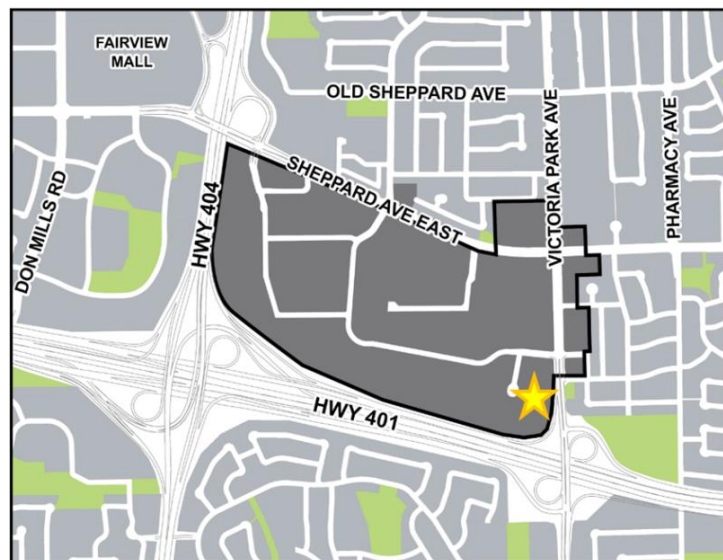 FAIRVIEW
MALL
OLD SHEPPARD AVE
SHEPPARD AVE EAST
VICTORIA PARK AVE
PHARMACY AVE
DON MILLS RD
HWY 404
HWY 401